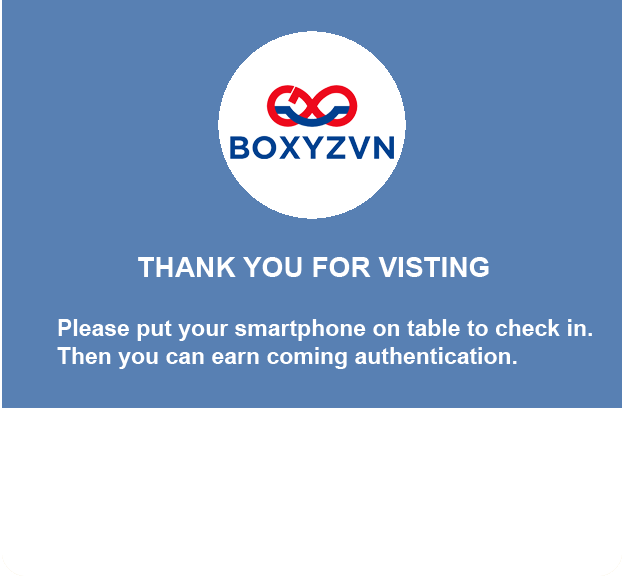 BOXYZVN
THANK YOU FOR VISTING
Please put your smartphone on table to check in.
Then you can earn coming authentication.